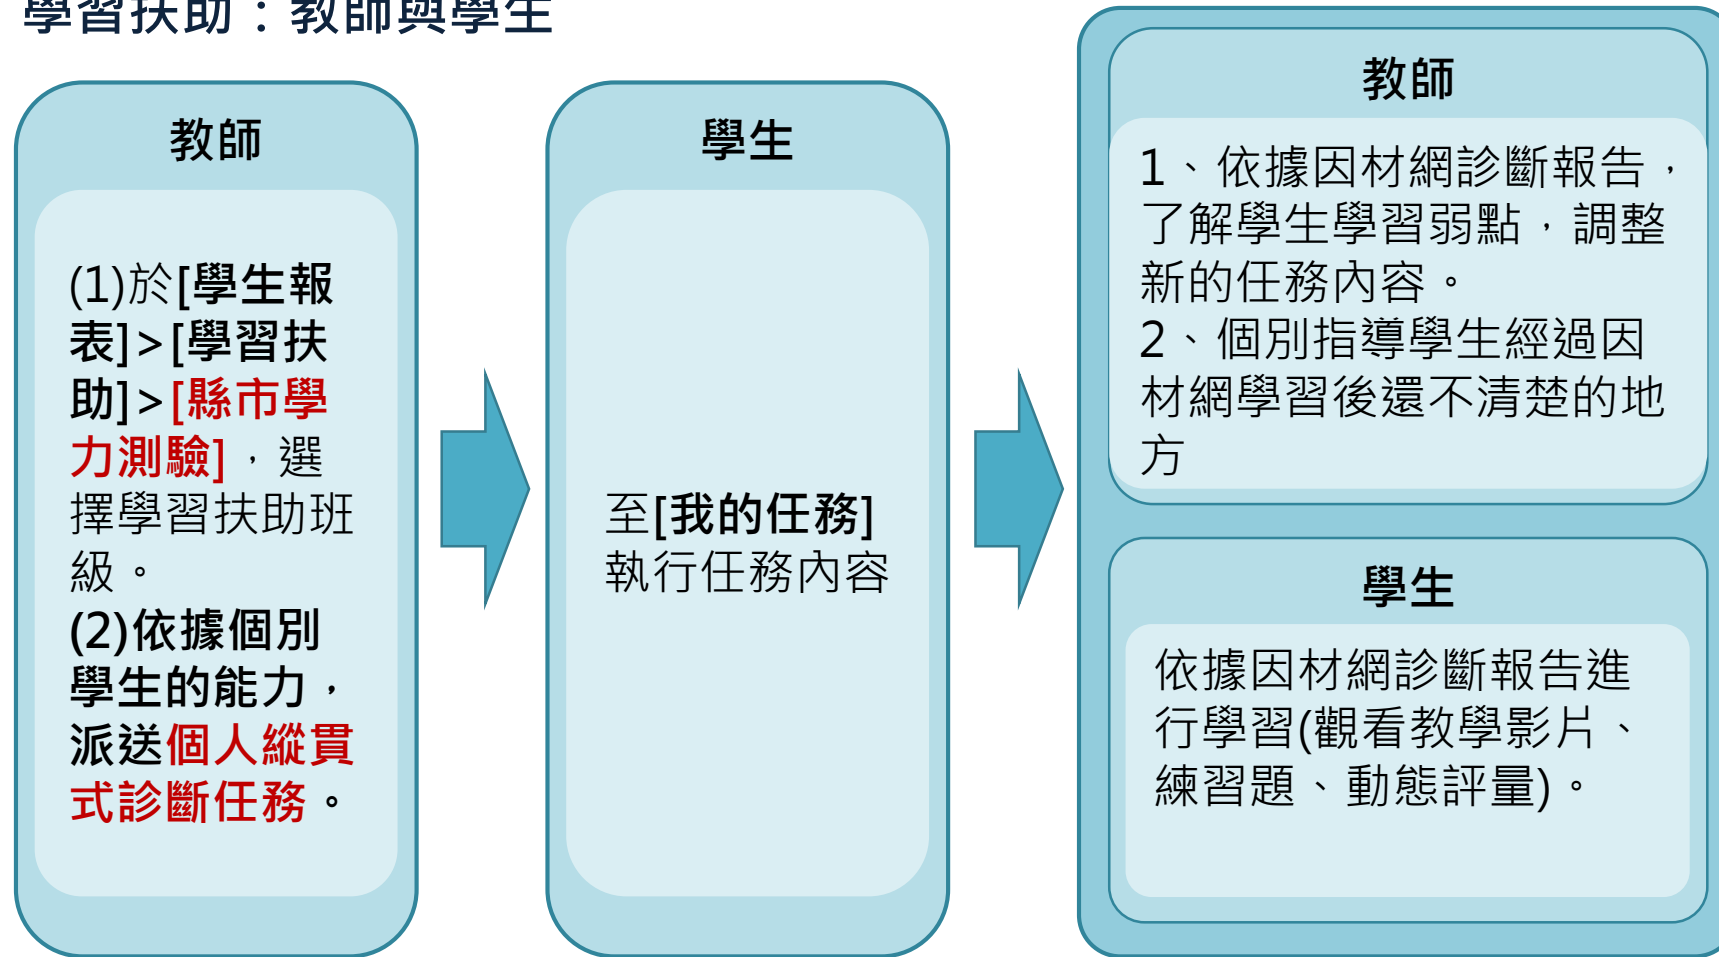 學習扶助：教師與學生
教師
(1)於[學生報
表]>[學習扶
助]>[縣市學
力測驗]，選
擇學習扶助班
級。
(2)依據個別
學生的能力，
派送個人縱貫
式診斷任務。
學生
至[我的任務]
執行任務內容
教師
1、依據因材網診斷報告，
了解學生學習弱點，調整
新的任務內容。
2、個別指導學生經過因
材網學習後還不清楚的地
方
學生
依據因材網診斷報告進
行學習(觀看教學影片、
練習題、動態評量)。